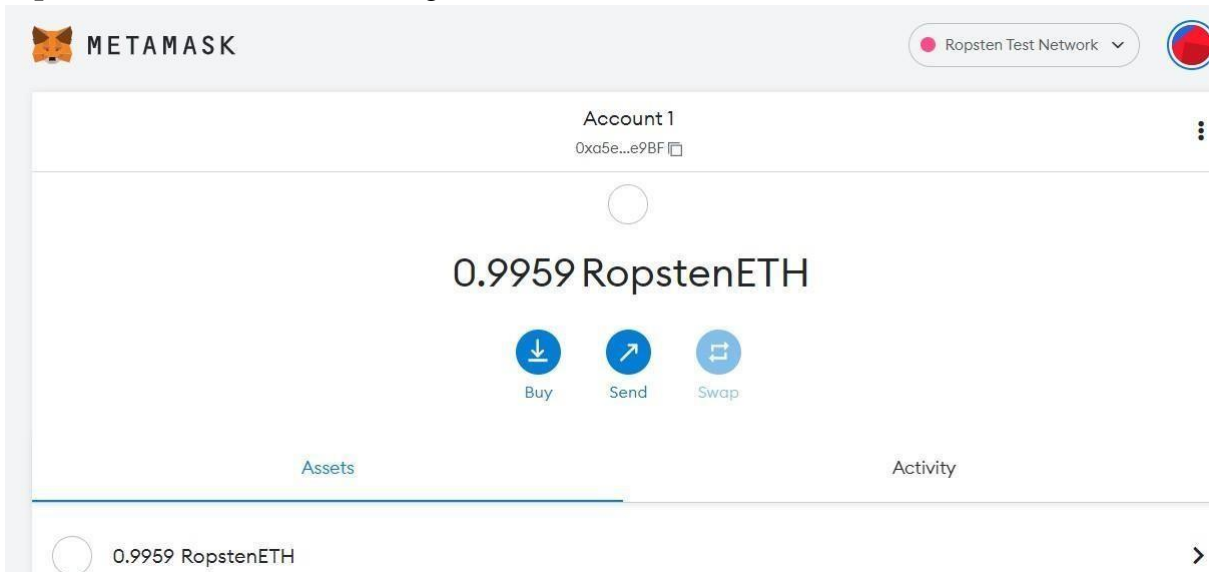 METAMASK
Ropsten Test Network
Account 1
0xa5e...e9BF
0.9959 RopstenETH
Buy Send Swap
Assets Activity
0.9959 RopstenETH